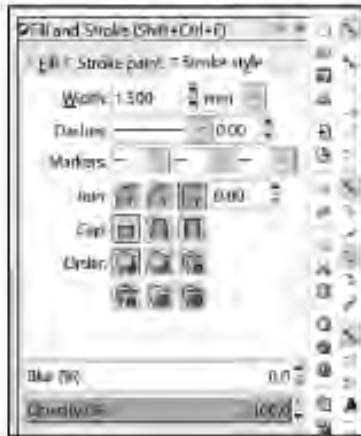 Fill and Stroke (Shift+Ctrl+F)
Fill Stroke paint Stroke style
Width: 1.500 mm
Dashes: 0.00
Markers:
Join: 0.00
Cap:
Order:
Blur (%) 0.0
Opacity (%) 100.0